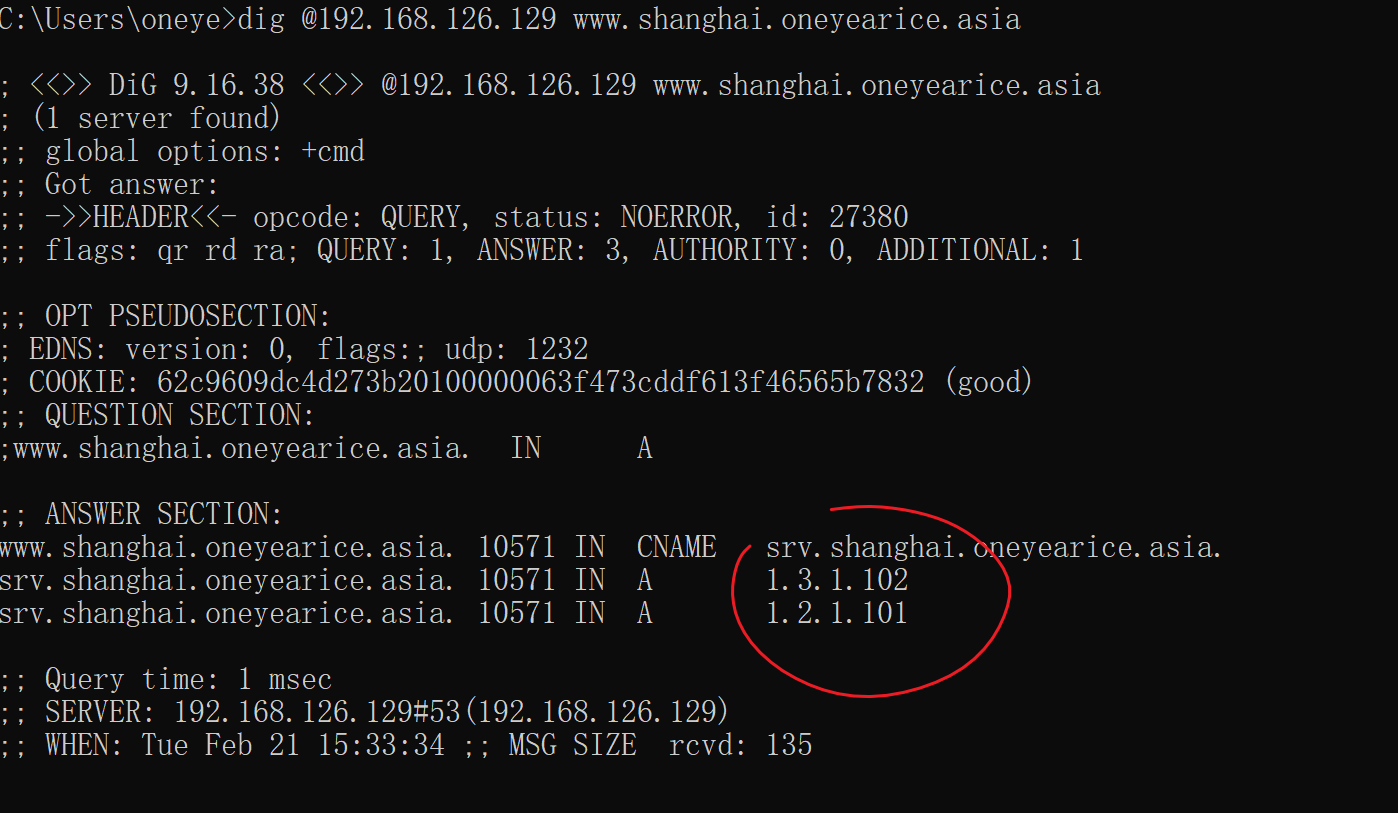 C:\Users\oneye>dig @192.168.126.129 www.shanghai.oneyearice.asia
; <<>> DiG 9.16.38 <<>> @192.168.126.129 www.shanghai.oneyearice.asia
; (1 server found)
;; global options: +cmd
;; Got answer:
;; ->>HEADER<<- opcode: QUERY, status: NOERROR, id: 27380
;; flags: qr rd ra; QUERY: 1, ANSWER: 3, AUTHORITY: 0, ADDITIONAL: 1
;; OPT PSEUDOSECTION:
; EDNS: version: 0, flags:; udp: 1232
; COOKIE: 62c9609dc4d273b20100000063f473cddf613f46565b7832 (good)
;; QUESTION SECTION:
;www.shanghai.oneyearice.asia. IN A
;; ANSWER SECTION:
www.shanghai.oneyearice.asia. 10571 IN CNAME srv.shanghai.oneyearice.asia.
srv.shanghai.oneyearice.asia. 10571 IN A 1.3.1.102
srv.shanghai.oneyearice.asia. 10571 IN A 1.2.1.101
;; Query time: 1 msec
;; SERVER: 192.168.126.129#53(192.168.126.129)
;; WHEN: Tue Feb 21 15:33:34 ;; MSG SIZE rcvd: 135